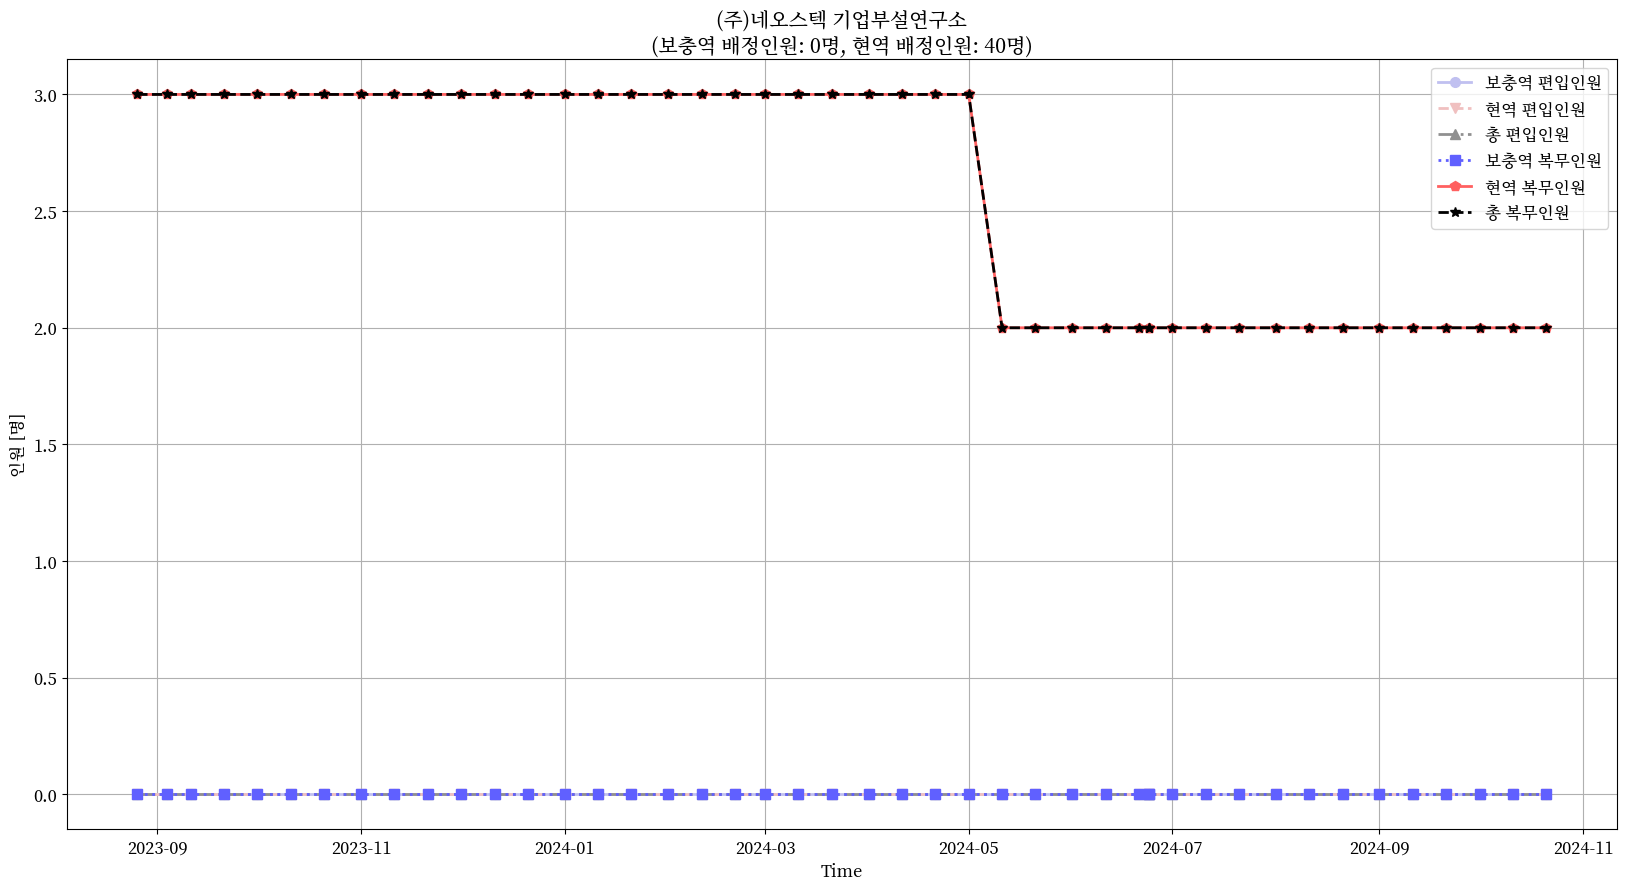 (주)네오스텍 기업부설연구소
(보충역 배정인원: 0명, 현역 배정인원: 40명)
보충역 편입인원
현역 편입인원
총 편입인원
보충역 복무인원
현역 복무인원
총 복무인원
3.0
2.5
2.0
1.5
1.0
0.5
0.0
인원 [명]
2023-09
2023-11
2024-01
2024-03
2024-05
2024-07
2024-09
2024-11
Time